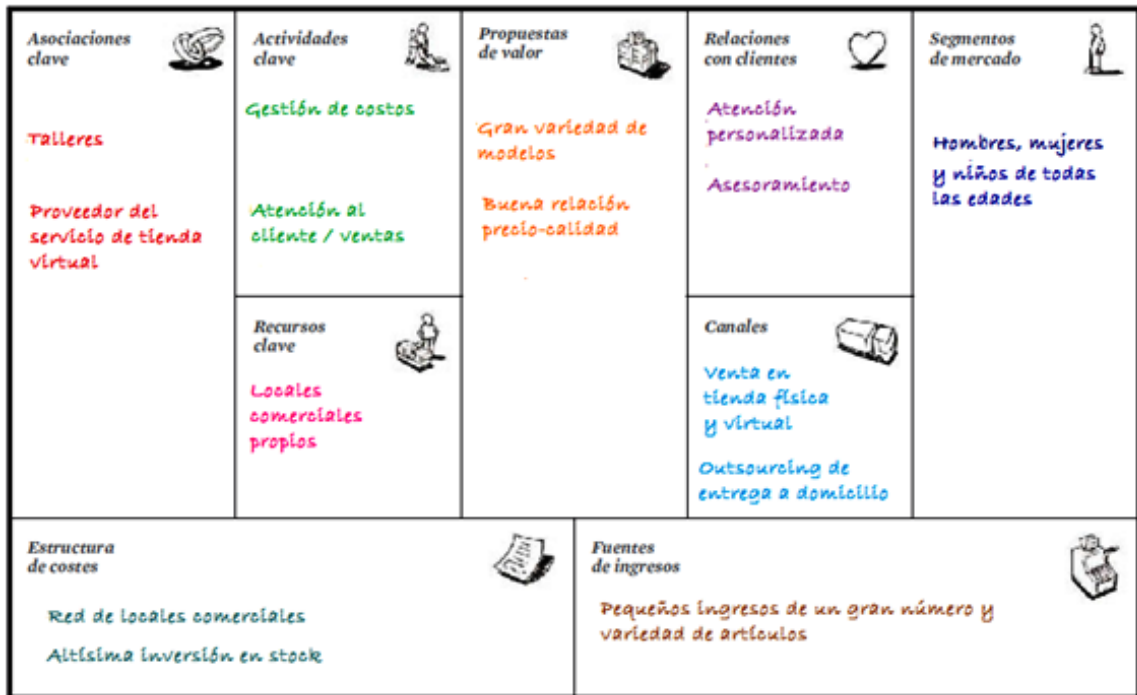 Asociaciones
clave
Talleres
Proveedor del
servicio de tienda
virtual
Actividades
clave
Gestión de costos
Atención al
cliente / ventas
Recursos
clave
Locales
comerciales
propios
Propuestas
de valor
Gran variedad de
modelos
Buena relación
precio-calidad
Relaciones
con clientes
Atención
personalizada
Asesoramiento
Canales
Venta en
tienda física
y virtual
Outsourcing de
entrega a domicilio
Segmentos
de mercado
Hombres, mujeres
y niños de todas
las edades
Estructura
de costes
Red de locales comerciales
Altísima inversión en stock
Fuentes
de ingresos
Pequeños ingresos de un gran número y
variedad de artículos